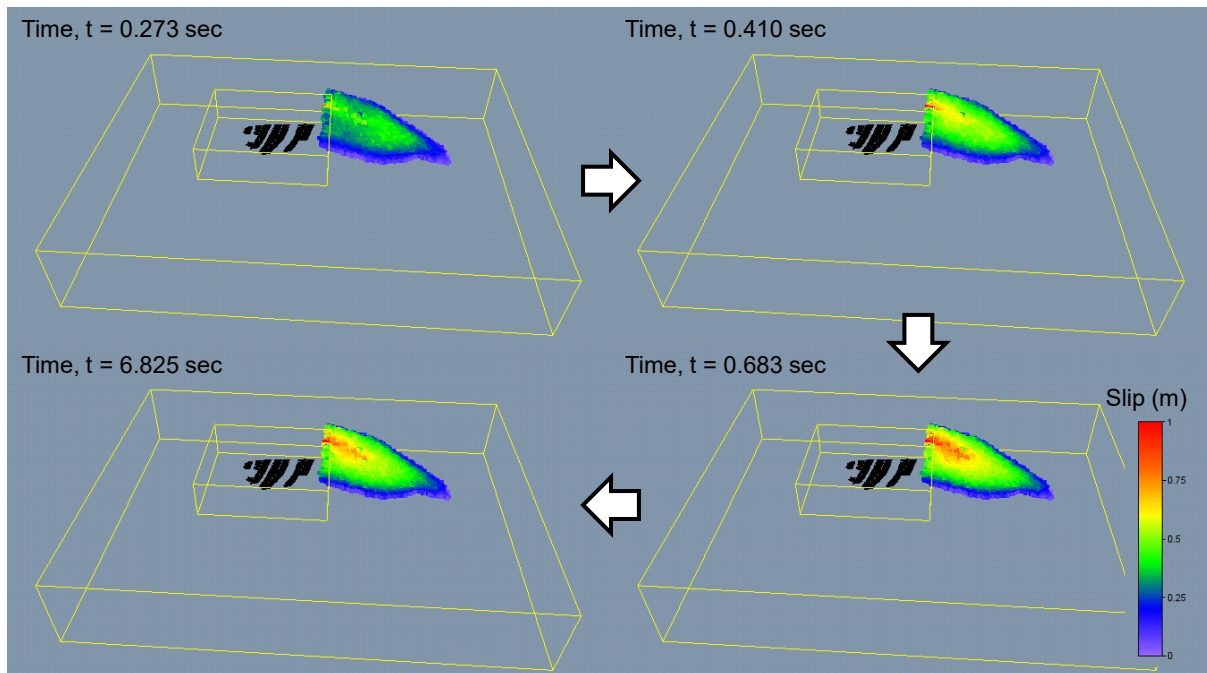 Time, t = 0.273 sec
Time, t = 0.410 sec
Time, t = 6.825 sec
Time, t = 0.683 sec
Slip (m)
1
0.75
0.5
0.25
0